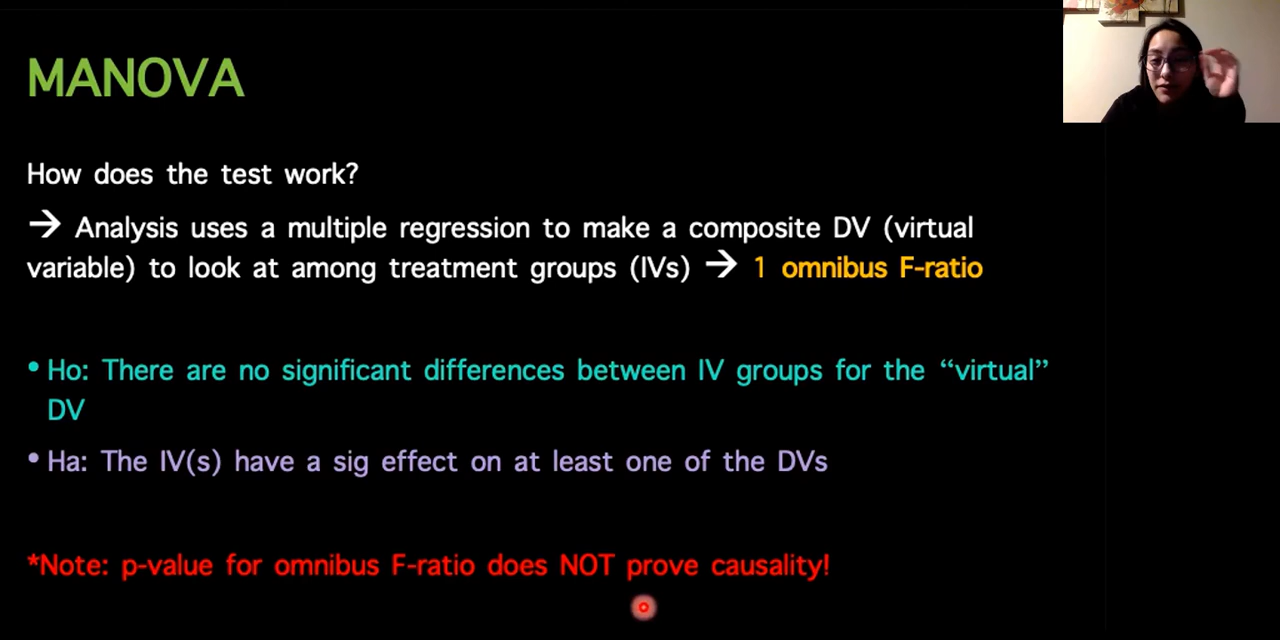 MANOVA
How does the test work?
→ Analysis uses a multiple regression to make a composite DV (virtual
variable) to look at among treatment groups (IVs) → 1 omnibus F-ratio
• Ho: There are no significant differences between IV groups for the “virtual”
DV
• Ha: The IV(s) have a sig effect on at least one of the DVs
*Note: p-value for omnibus F-ratio does NOT prove causality!